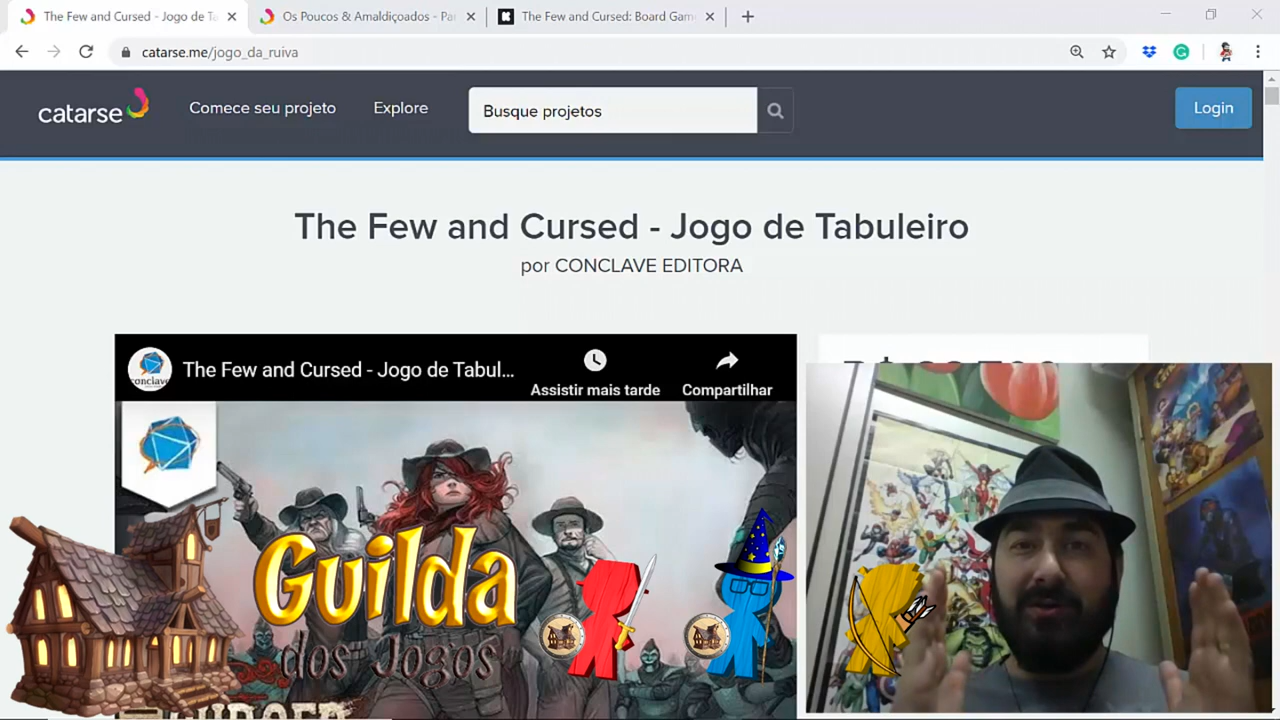 The Few and Cursed - Jogo de Ta
Os Poucos & Amaldiçoados - Par
The Few and Cursed: Board Gam
catarse.me/jogo_da_ruiva
catarse
Comece seu projeto
Explore
Busque projetos
Login
The Few and Cursed - Jogo de Tabuleiro
por CONCLAVE EDITORA
conclave
The Few and Cursed - Jogo de Tabul...
Assistir mais tarde
Compartilhar
Guilda
dos Jogos